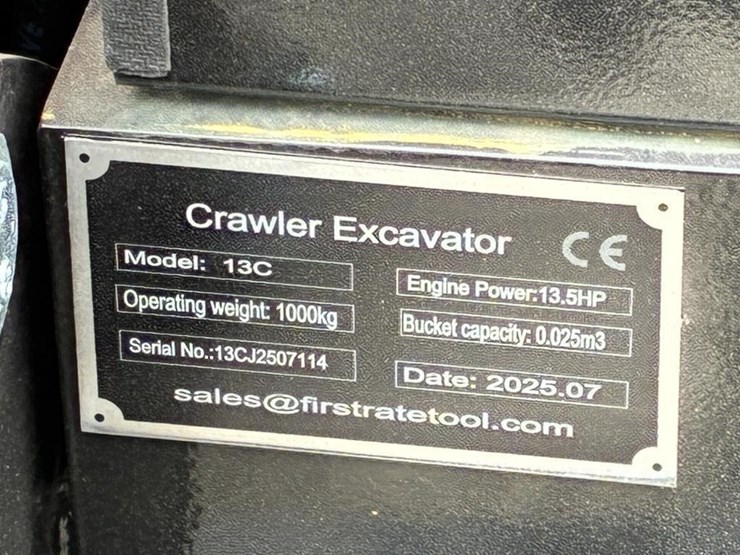 Crawler Excavator CE
Model: 13C
Engine Power:13.5HP
Operating weight: 1000kg
Bucket capacity: 0.025m3
Serial No.:13CJ2507114
Date: 2025.07
sales@firstratetool.com